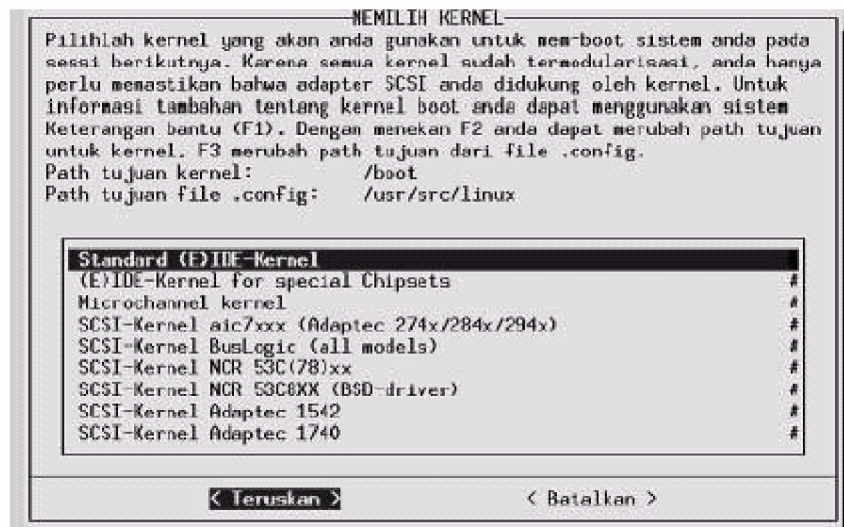 MEMILIH KERNEL
Pilihlah kernel yang akan anda gunakan untuk mem-boot sistem anda pada
sessi berikutnya. Karena semua kernel sudah termodularisasi, anda hanya
perlu memastikan bahwa adapter SCSI anda didukung oleh kernel. Untuk
informasi tambahan tentang kernel boot anda dapat menggunakan sistem
Keterangan bantu (F1). Dengan menekan F2 anda dapat merubah path tujuan
untuk kernel, F3 merubah path tujuan dari file .config.
Path tujuan kernel: /boot
Path tujuan file .config: /usr/src/linux
Standard (E)IDE-Kernel
(E)IDE-Kernel for special Chipsets #
Microchannel kernel #
SCSI-Kernel aic7xxx (Adaptec 274x/284x/294x) #
SCSI-Kernel BusLogic (all models) #
SCSI-Kernel NCR 53C(78)xx #
SCSI-Kernel NCR 53C8XX (BSD-driver) #
SCSI-Kernel Adaptec 1542 #
SCSI-Kernel Adaptec 1740 #
< Teruskan > < Batalkan >